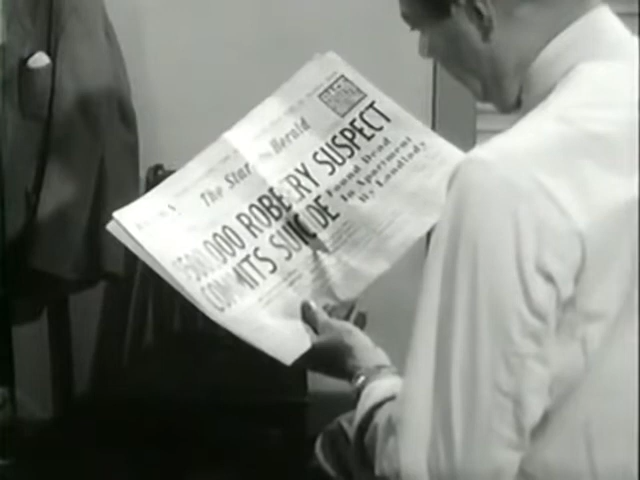 The Star Herald
500,000 ROBBERY SUSPECT
COMMITS SUICIDE
Found Dead
In Apartment
By Landlady